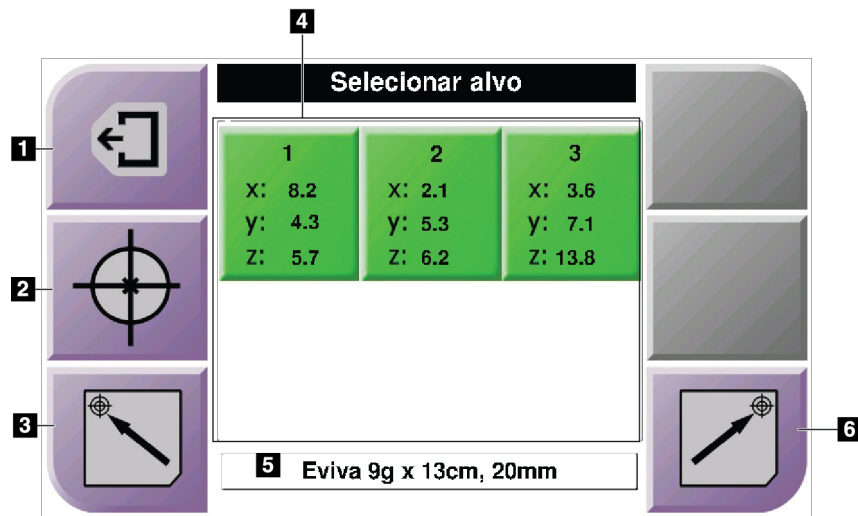 4
Selecionar alvo
1
1 2 3
x: 8.2 x: 2.1 x: 3.6
y: 4.3 y: 5.3 y: 7.1
z: 5.7 z: 6.2 z: 13.8
2
3
6
5 Eviva 9g x 13cm, 20mm